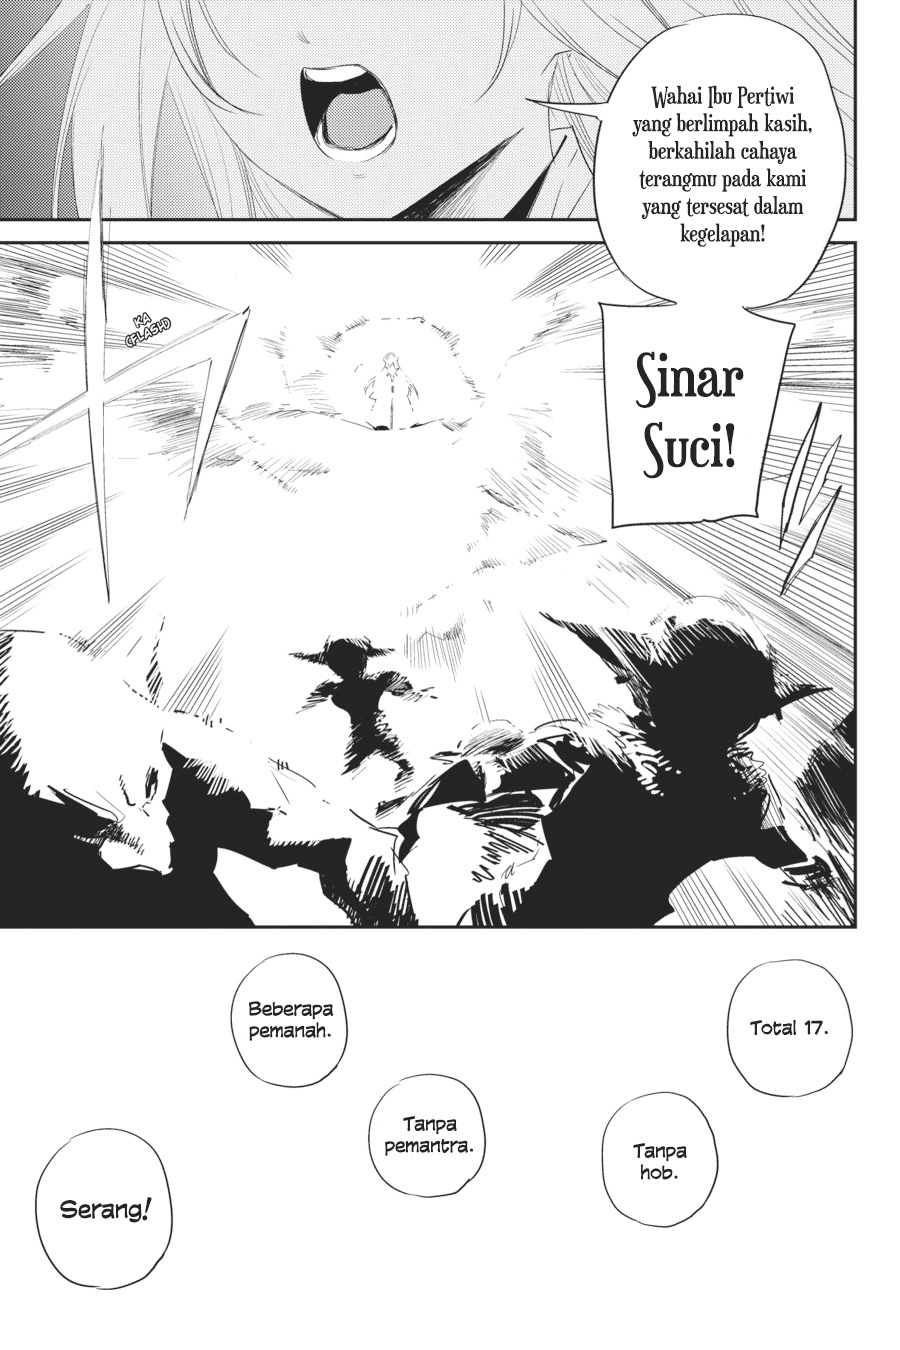 Wahai Ibu Pertiwi
yang berlimpah kasih,
berkahilah cahaya
terangmu pada kami
yang tersesat dalam
kegelapan!
Sinar
Suci!
KA
(FLASH)
Total 17.
Tanpa
hob.
Tanpa
pemantra.
Beberapa
pemanah.
Serang!